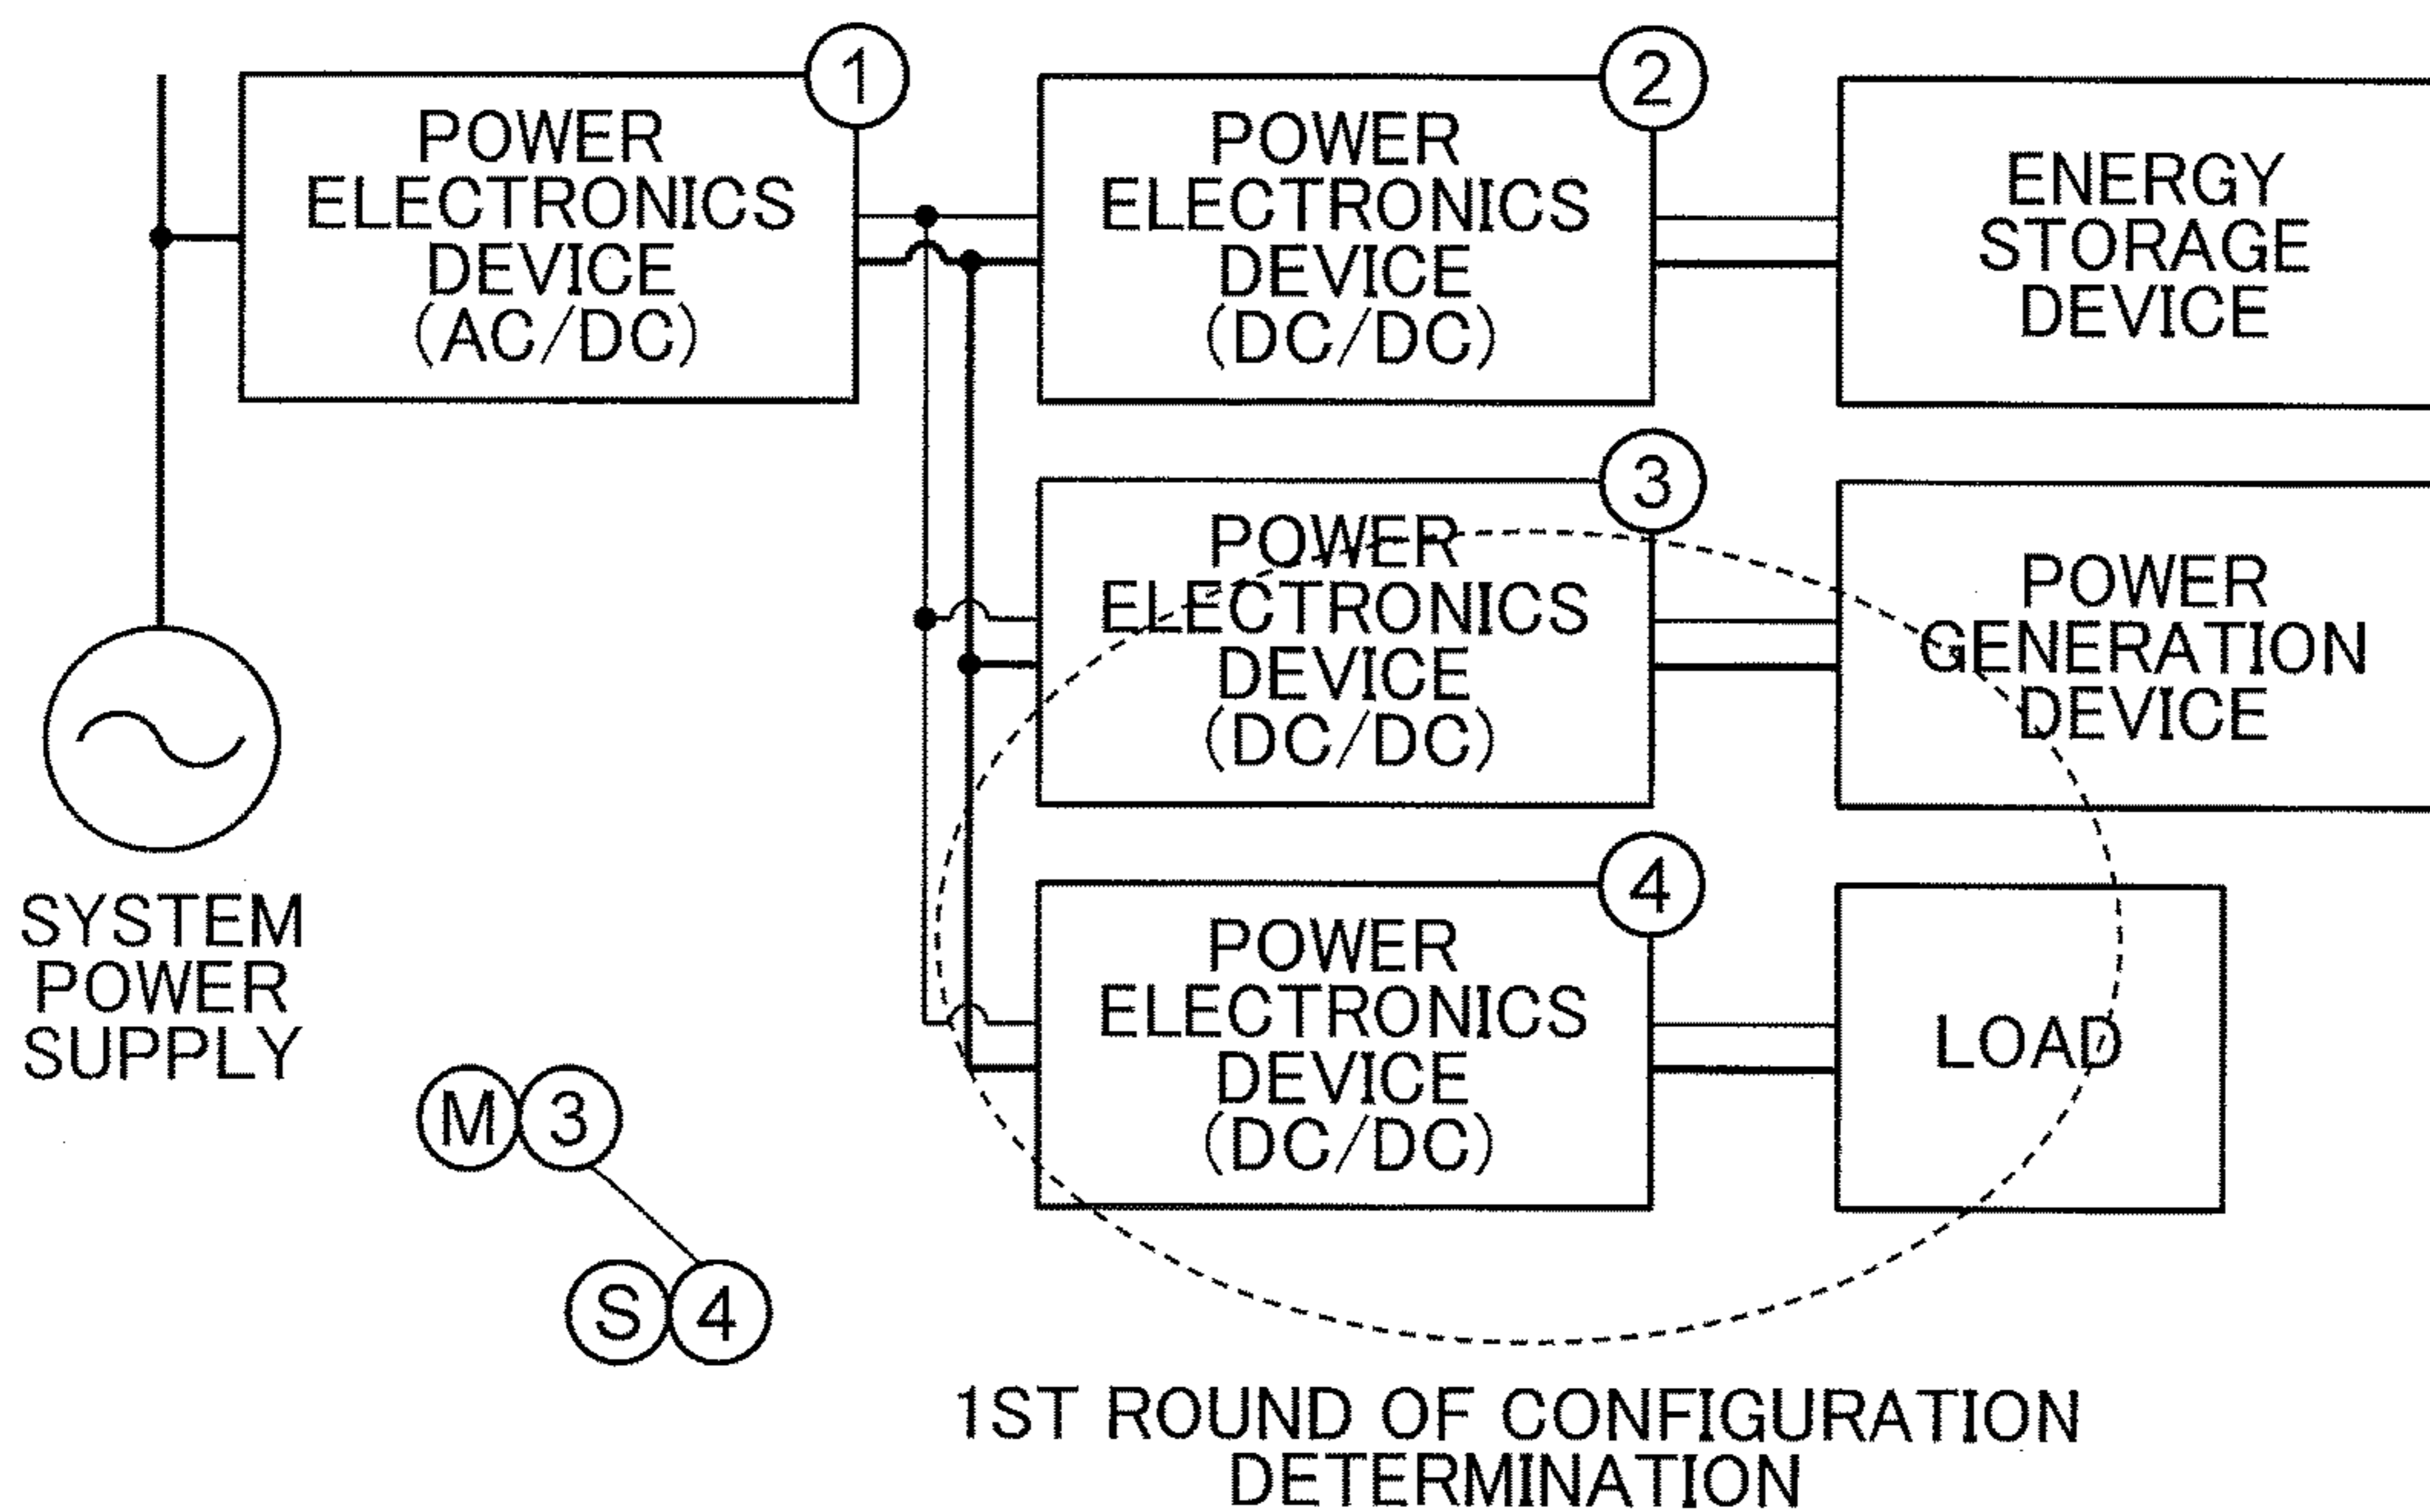 1
POWER
ELECTRONICS
DEVICE
(AC/DC)
2
POWER
ELECTRONICS
DEVICE
(DC/DC)
ENERGY
STORAGE
DEVICE
3
POWER
ELECTRONICS
DEVICE
(DC/DC)
POWER
GENERATION
DEVICE
4
POWER
ELECTRONICS
DEVICE
(DC/DC)
LOAD
SYSTEM
POWER
SUPPLY
M 3
S 4
1ST ROUND OF CONFIGURATION
DETERMINATION